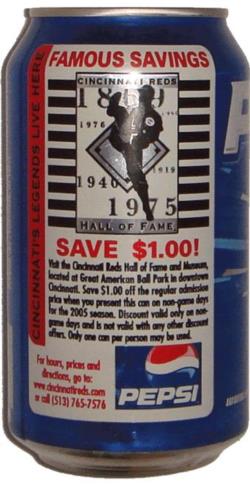 FAMOUS SAVINGS
CINCINNATI'S LEGENDS LIVE HERE
CINCINNATI REDS
1869
1976
1919
1940
1975
HALL OF FAME
SAVE $1.00!
Visit the Cincinnati Reds Hall of Fame and Museum,
located at Great American Ball Park in downtown
Cincinnati. Save $1.00 off the regular admission
price when you present this can on non-game days
for the 2005 season. Discount valid only on non-
game days and is not valid with any other discount
offers. Only one can per person may be used.
For hours, prices and
directions, go to:
www.cincinnatireds.com
or call (513) 765-7576
PEPSI